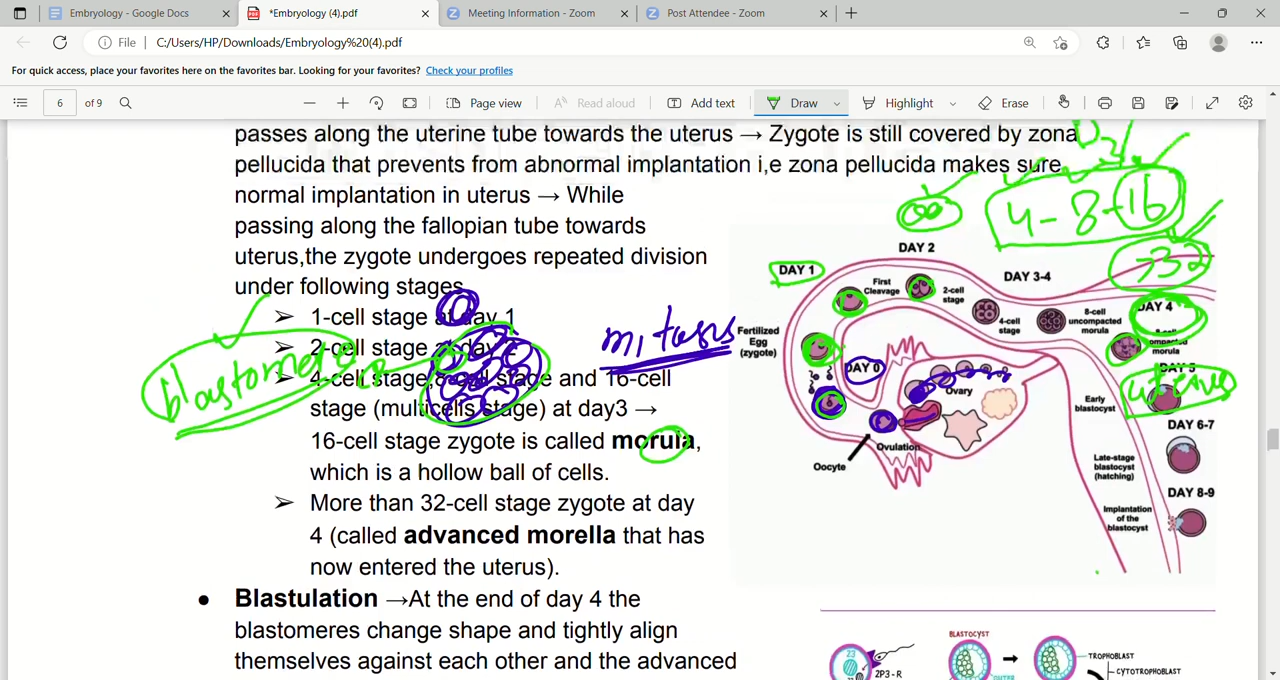 Embryology - Google Docs
*Embryology (4).pdf
Meeting Information - Zoom
Post Attendee - Zoom
File
C:/Users/HP/Downloads/Embryology%20(4).pdf
For quick access, place your favorites here on the favorites bar. Looking for your favorites? Check your profiles
6 of 9
Page view
Read aloud
Add text
Draw
Highlight
Erase
passes along the uterine tube towards the uterus → Zygote is still covered by zona
pellucida that prevents from abnormal implantation i,e zona pellucida makes sure
normal implantation in uterus → While
passing along the fallopian tube towards
uterus,the zygote undergoes repeated division
under following stages
➢ 1-cell stage at day 1
➢ 2-cell stage at day 2
➢ 4-cell stage,8-cell stage and 16-cell
stage (multicells stage) at day3 →
16-cell stage zygote is called morula,
which is a hollow ball of cells.
➢ More than 32-cell stage zygote at day
4 (called advanced morella that has
now entered the uterus).
● Blastulation →At the end of day 4 the
blastomeres change shape and tightly align
themselves against each other and the advanced
Blastomere
mitosis
4-8-16
>32
uterus
DAY 2
DAY 1
DAY 3-4
First
Cleavage
2-cell
stage
4-cell
stage
8-cell
uncompacted
morula
DAY 4
8-cell
compacted
morula
Fertilized
Egg
(zygote)
DAY 0
Ovary
DAY 5
Early
blastocyst
Ovulation
Oocyte
DAY 6-7
Late-stage
blastocyst
(hatching)
DAY 8-9
Implantation
of the
blastocyst
23
2P3-R
BLASTOCYST
OUTER
TROPHOBLAST
CYTOTROPHOBLAST